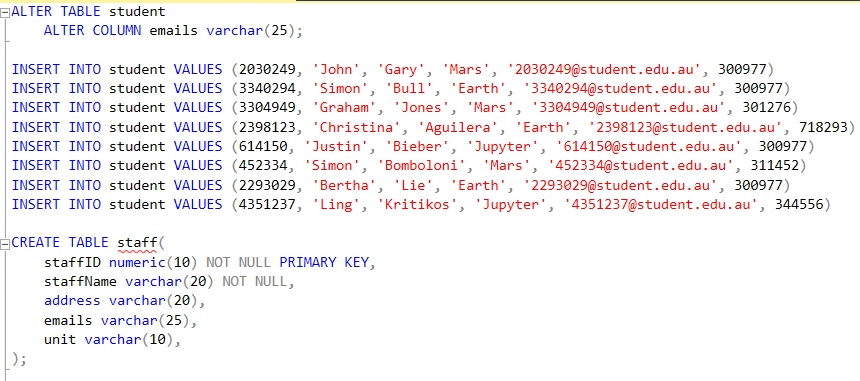 ALTER TABLE student
ALTER COLUMN emails varchar(25);
INSERT INTO student VALUES (2030249, 'John', 'Gary', 'Mars', '2030249@student.edu.au', 300977)
INSERT INTO student VALUES (3340294, 'Simon', 'Bull', 'Earth', '3340294@student.edu.au', 300977)
INSERT INTO student VALUES (3304949, 'Graham', 'Jones', 'Mars', '3304949@student.edu.au', 301276)
INSERT INTO student VALUES (2398123, 'Christina', 'Aguilera', 'Earth', '2398123@student.edu.au', 718293)
INSERT INTO student VALUES (614150, 'Justin', 'Bieber', 'Jupyter', '614150@student.edu.au', 300977)
INSERT INTO student VALUES (452334, 'Simon', 'Bomboloni', 'Mars', '452334@student.edu.au', 311452)
INSERT INTO student VALUES (2293029, 'Bertha', 'Lie', 'Earth', '2293029@student.edu.au', 300977)
INSERT INTO student VALUES (4351237, 'Ling', 'Kritikos', 'Jupyter', '4351237@student.edu.au', 344556)
CREATE TABLE staff(
staffID numeric(10) NOT NULL PRIMARY KEY,
staffName varchar(20) NOT NULL,
address varchar(20),
emails varchar(25),
unit varchar(10),
);